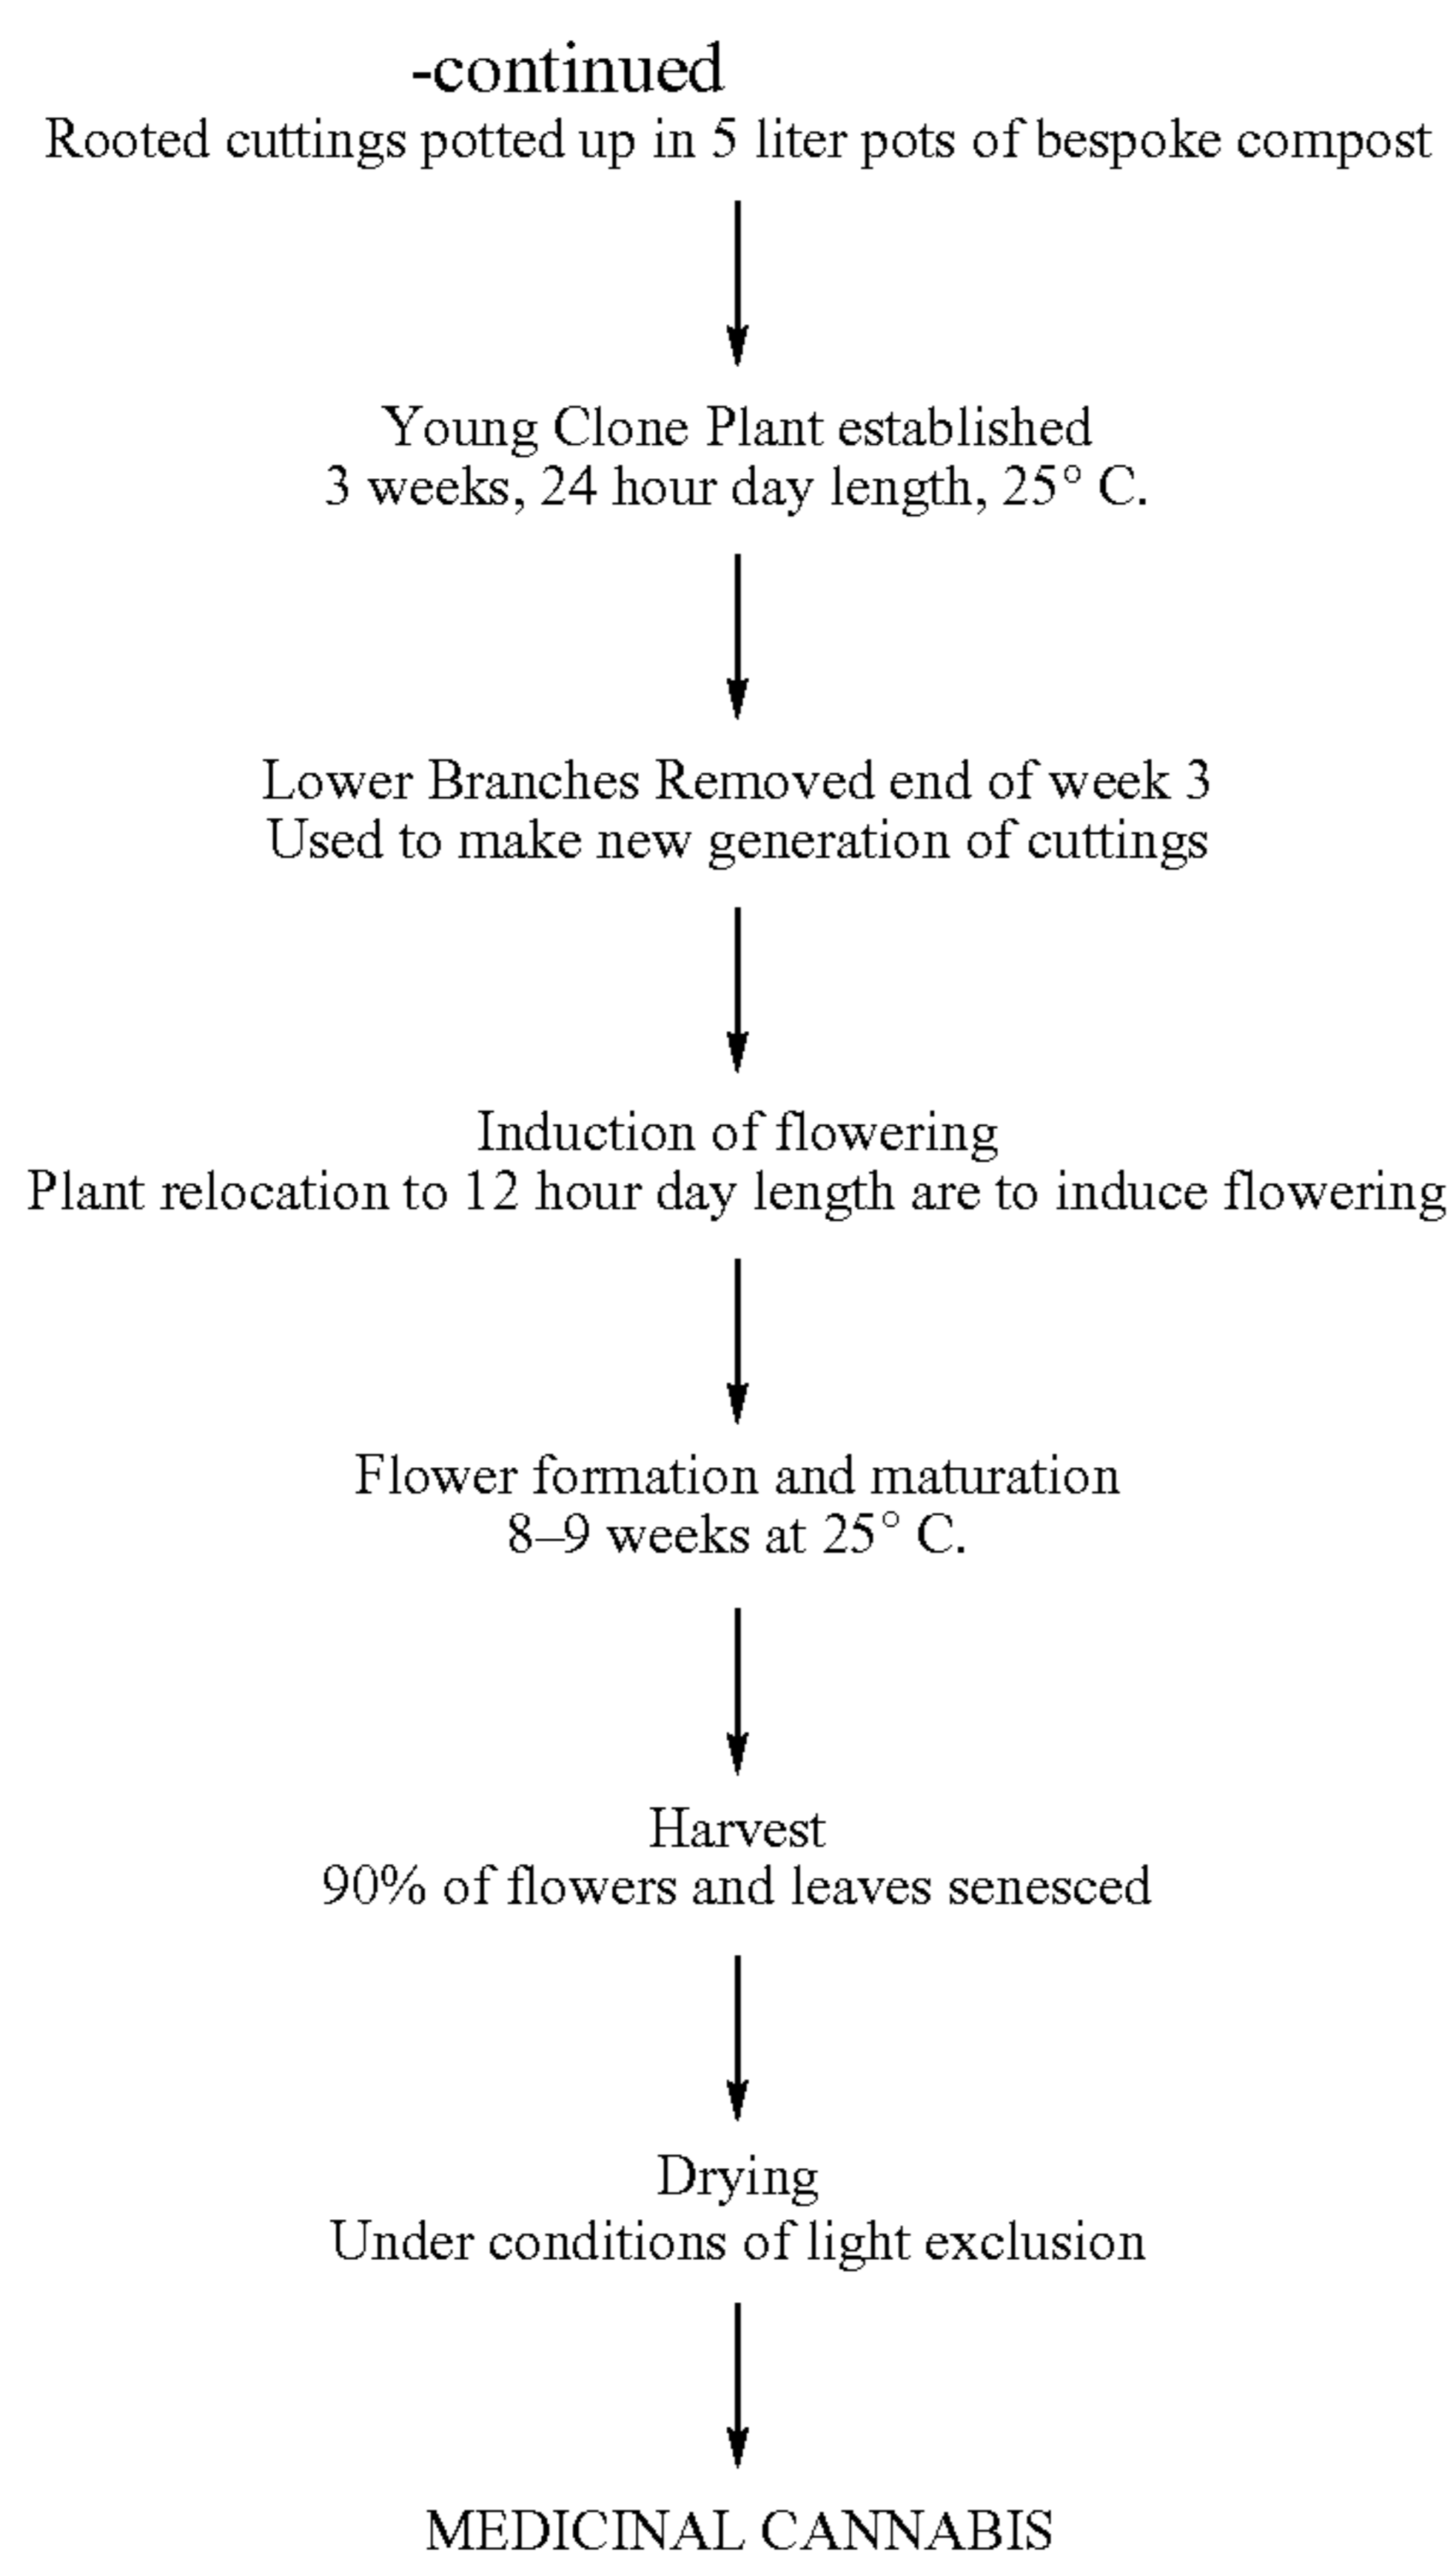 -continued
Rooted cuttings potted up in 5 liter pots of bespoke compost
Young Clone Plant established
3 weeks, 24 hour day length, 25° C.
Lower Branches Removed end of week 3
Used to make new generation of cuttings
Induction of flowering
Plant relocation to 12 hour day length are to induce flowering
Flower formation and maturation
8–9 weeks at 25° C.
Harvest
90% of flowers and leaves senesced
Drying
Under conditions of light exclusion
MEDICINAL CANNABIS